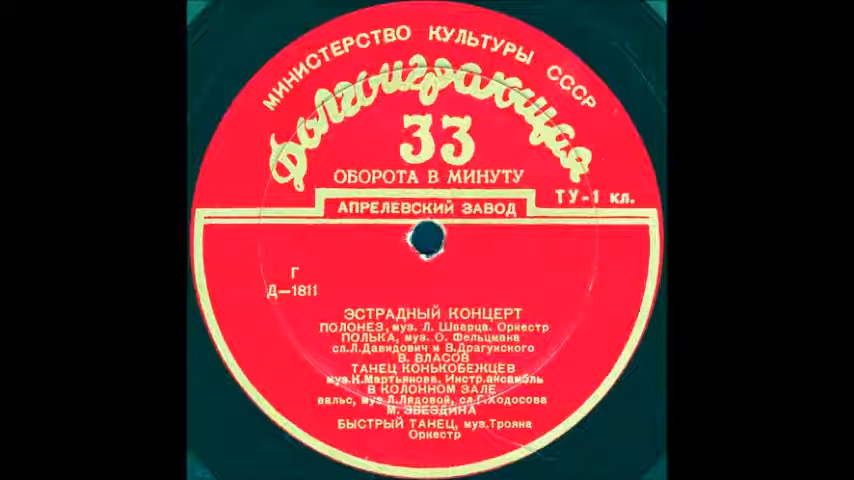 МИНИСТЕРСТВО КУЛЬТУРЫ СССР
Долгоиграющая
33
ОБОРОТА В МИНУТУ
ТУ-1 кл.
АПРЕЛЕВСКИЙ ЗАВОД
Г
Д—1811
ЭСТРАДНЫЙ КОНЦЕРТ
ПОЛОНЕЗ, муз. Л. Шварца. Оркестр
ПОЛЬКА, муз. О. Фельцмана
сл.Л.Давидович и В.Драгунского
В. ВЛАСОВ
ТАНЕЦ КОНЬКОБЕЖЦЕВ
муз.К.Мартьянова. Инстр.ансамбль
В КОЛОННОМ ЗАЛЕ
вальс, муз Л.Лядовой, сл.Г.Ходосова
М. ЗВЕЗДИНА
БЫСТРЫЙ ТАНЕЦ, муз.Трояна
Оркестр